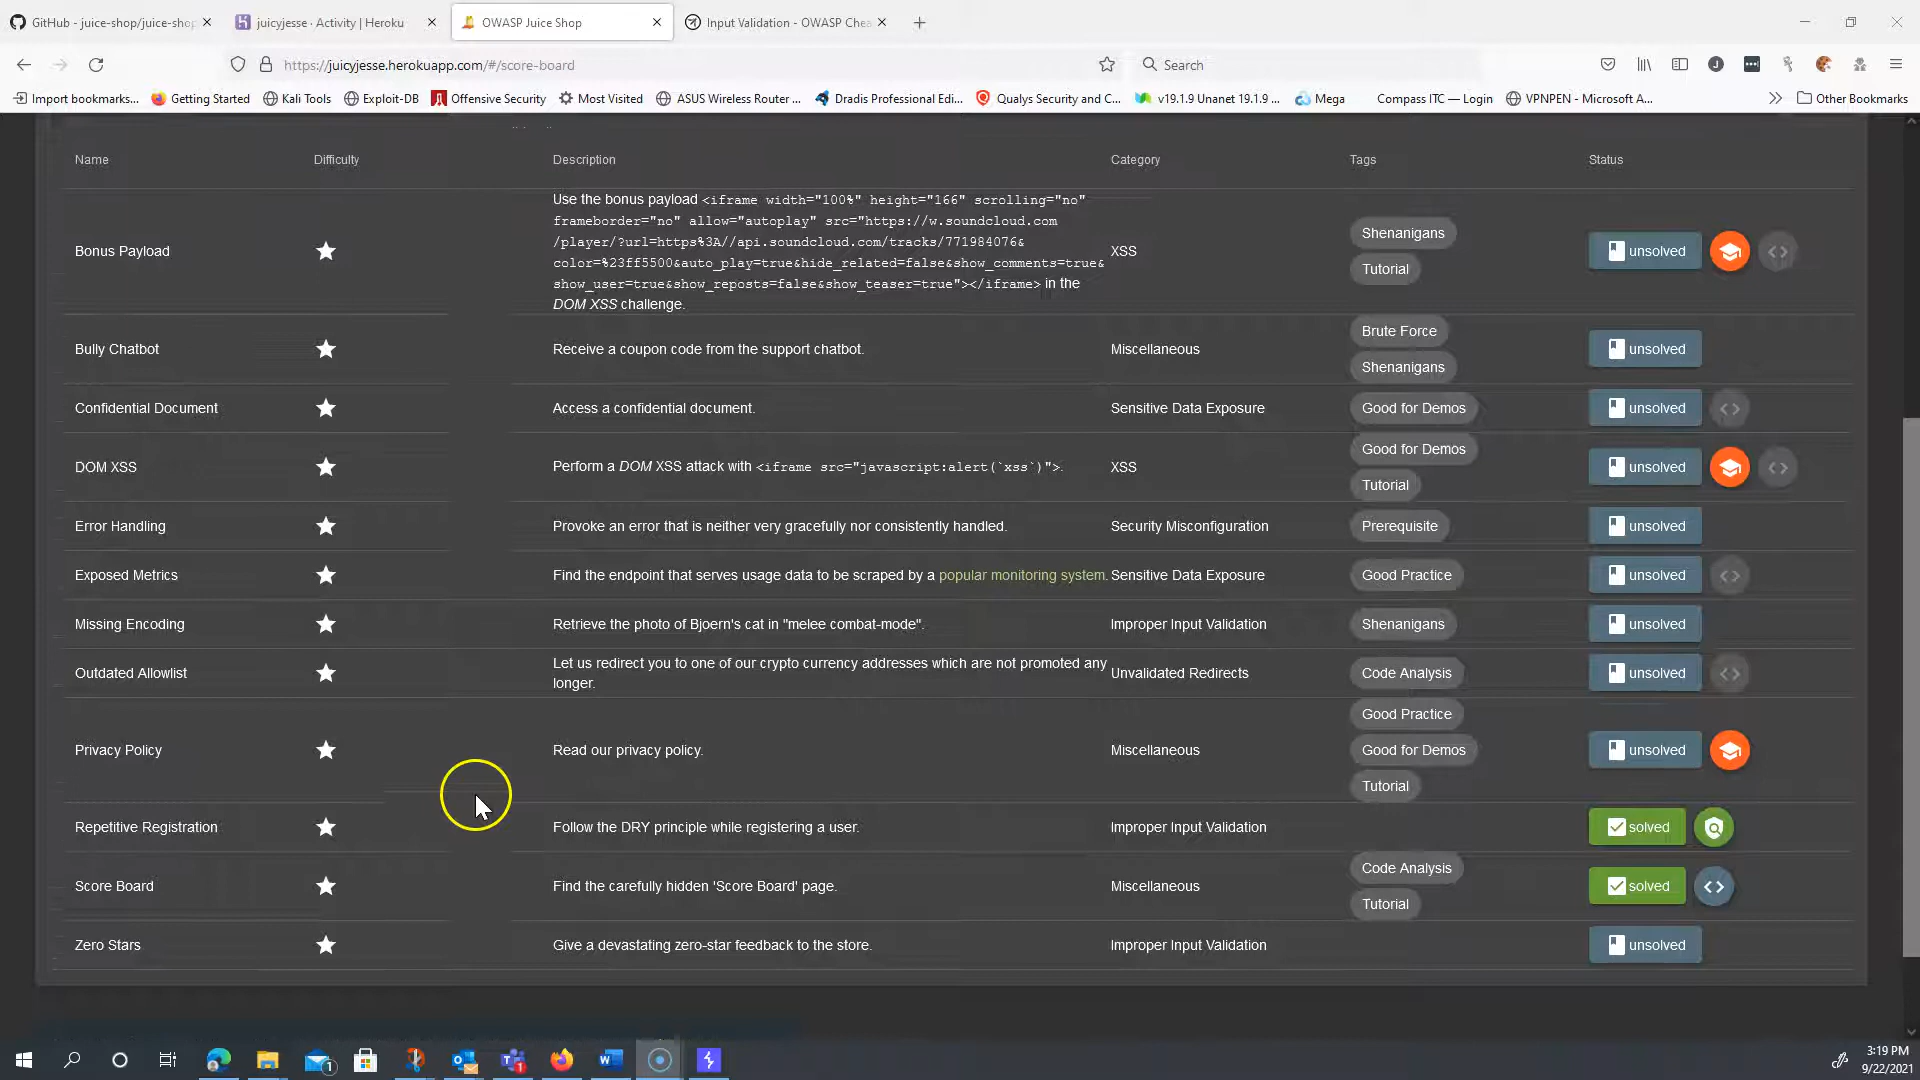 GitHub - juice-shop/juice-shop
juicyjesse · Activity | Heroku
OWASP Juice Shop
Input Validation - OWASP Chea
https://juicyjesse.herokuapp.com/#/score-board
Search
Import bookmarks...
Getting Started
Kali Tools
Exploit-DB
Offensive Security
Most Visited
ASUS Wireless Router ...
Dradis Professional Edi...
Qualys Security and C...
v19.1.9 Unanet 19.1.9 ...
Mega
Compass ITC — Login
VPNPEN - Microsoft A...
Other Bookmarks
Name Difficulty Description Category Tags Status
Bonus Payload
Use the bonus payload <iframe width="100%" height="166" scrolling="no"
frameborder="no" allow="autoplay" src="https://w.soundcloud.com
/player/?url=https%3A//api.soundcloud.com/tracks/771984076&
color=%23ff5500&auto_play=true&hide_related=false&show_comments=true&
show_user=true&show_reposts=false&show_teaser=true"></iframe> in the
DOM XSS challenge.
XSS
Shenanigans
Tutorial
unsolved
Bully Chatbot
Receive a coupon code from the support chatbot.
Miscellaneous
Brute Force
Shenanigans
unsolved
Confidential Document
Access a confidential document.
Sensitive Data Exposure
Good for Demos
unsolved
DOM XSS
Perform a DOM XSS attack with <iframe src="javascript:alert(`xss`)">.
XSS
Good for Demos
Tutorial
unsolved
Error Handling
Provoke an error that is neither very gracefully nor consistently handled.
Security Misconfiguration
Prerequisite
unsolved
Exposed Metrics
Find the endpoint that serves usage data to be scraped by a popular monitoring system.
Sensitive Data Exposure
Good Practice
unsolved
Missing Encoding
Retrieve the photo of Bjoern's cat in "melee combat-mode".
Improper Input Validation
Shenanigans
unsolved
Outdated Allowlist
Let us redirect you to one of our crypto currency addresses which are not promoted any
longer.
Unvalidated Redirects
Code Analysis
unsolved
Privacy Policy
Read our privacy policy.
Miscellaneous
Good Practice
Good for Demos
Tutorial
unsolved
Repetitive Registration
Follow the DRY principle while registering a user.
Improper Input Validation
solved
Score Board
Find the carefully hidden 'Score Board' page.
Miscellaneous
Code Analysis
Tutorial
solved
Zero Stars
Give a devastating zero-star feedback to the store.
Improper Input Validation
unsolved
3:19 PM
9/22/2021